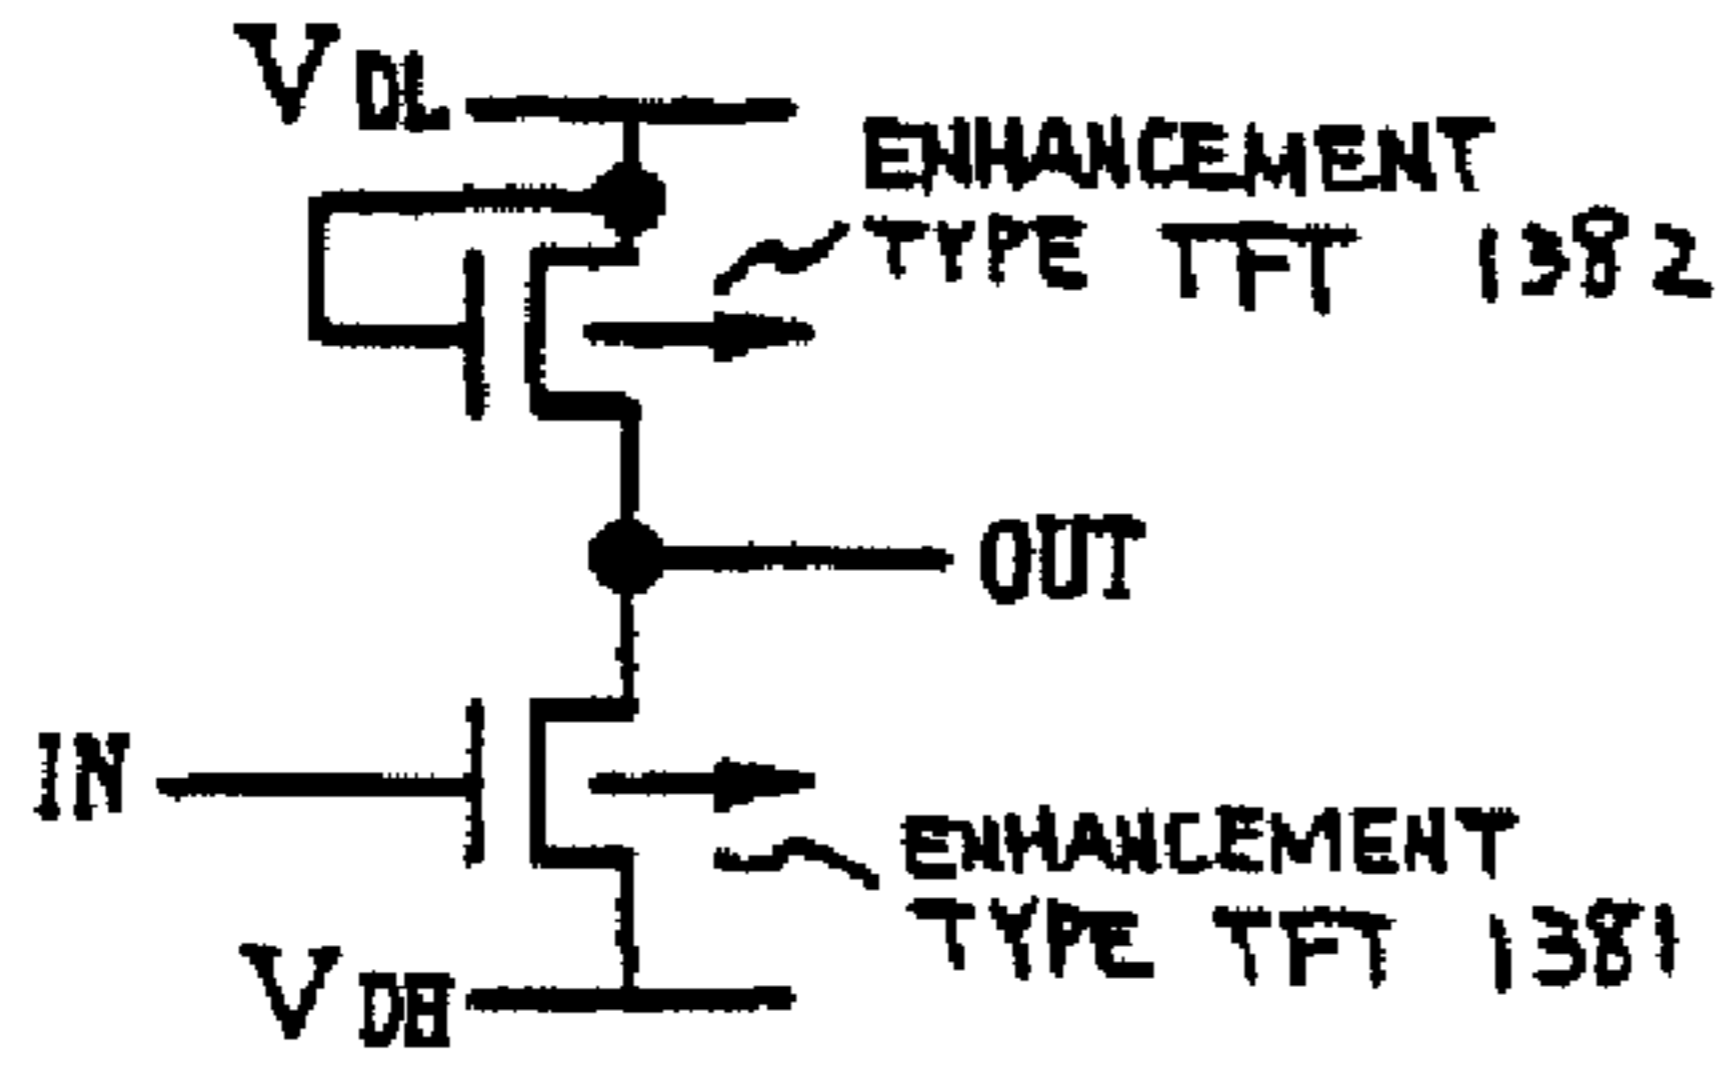 VDL
ENHANCEMENT
TYPE TFT 1382
OUT
IN
ENHANCEMENT
TYPE TFT 1381
VDH